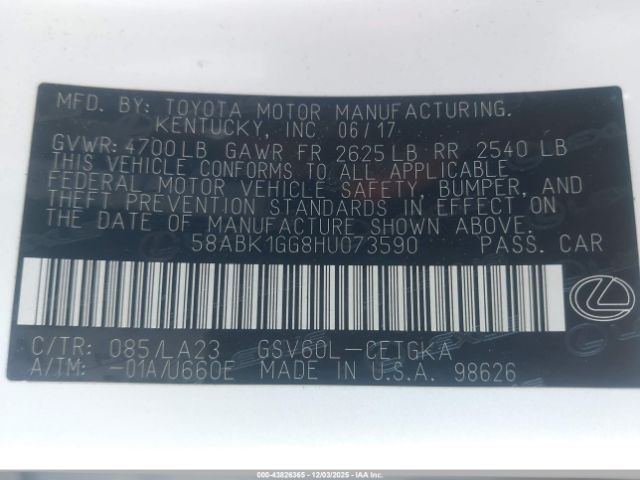 MFD. BY: TOYOTA MOTOR MANUFACTURING.
KENTUCKY, INC. 06/17
GVWR: 4700LB GAWR FR 2625LB RR 2540 LB
THIS VEHICLE CONFORMS TO ALL APPLICABLE
FEDERAL MOTOR VEHICLE SAFETY, BUMPER, AND
THEFT PREVENTION STANDARDS IN EFFECT ON
THE DATE OF MANUFACTURE SHOWN ABOVE.
58ABK1GG8HU073590 PASS. CAR
C/TR: 085/LA23 GSV60L-CETGKA
A/TM: -01A/U660E MADE IN U.S.A. 98626
000-43826365 - 12/03/2025 - IAA Inc.